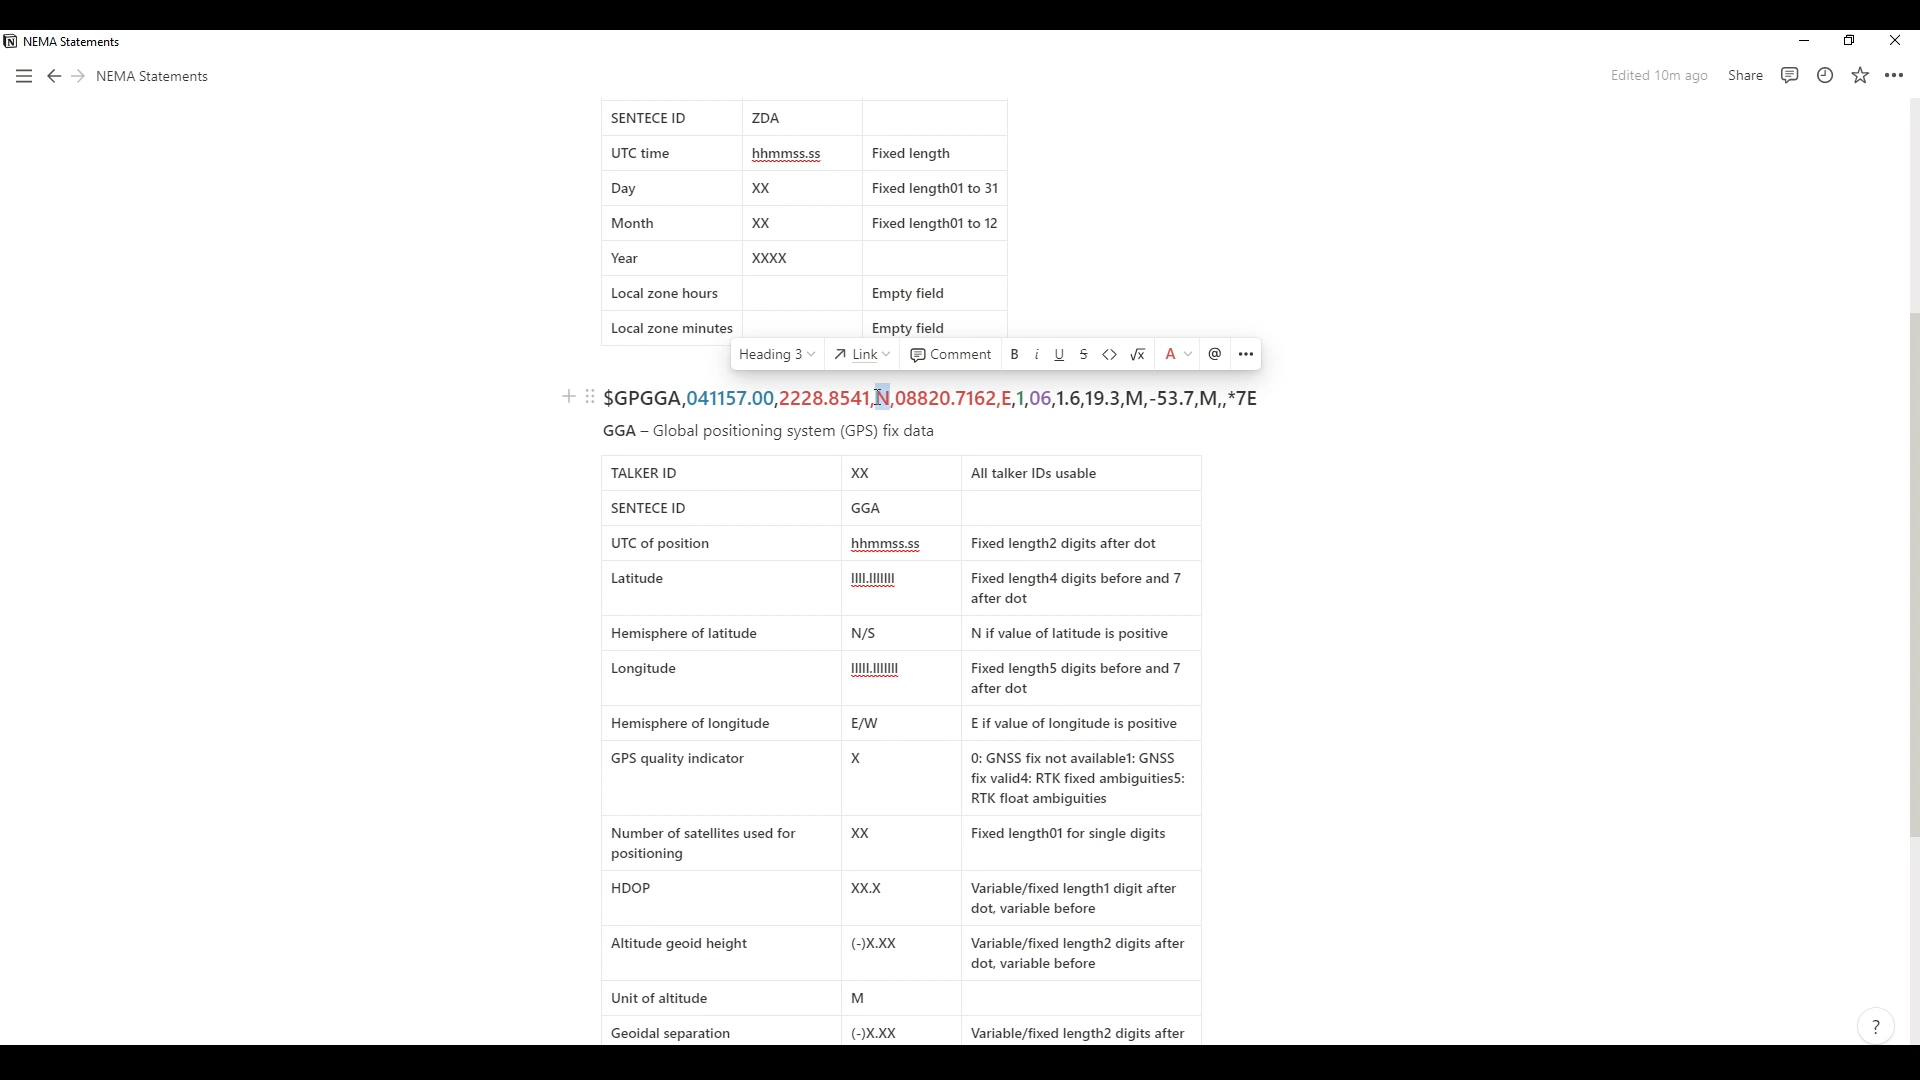 NEMA Statements
NEMA Statements
Edited 10m ago Share
SENTECE ID ZDA
UTC time hhmmss.ss Fixed length
Day XX Fixed length01 to 31
Month XX Fixed length01 to 12
Year XXXX
Local zone hours Empty field
Local zone minutes Empty field
Heading 3 Link Comment B i U S <> √x A @ •••
$GPGGA,041157.00,2228.8541,N,08820.7162,E,1,06,1.6,19.3,M,-53.7,M,,*7E
GGA – Global positioning system (GPS) fix data
TALKER ID XX All talker IDs usable
SENTECE ID GGA
UTC of position hhmmss.ss Fixed length2 digits after dot
Latitude llll.lllllll Fixed length4 digits before and 7
after dot
Hemisphere of latitude N/S N if value of latitude is positive
Longitude lllll.lllllll Fixed length5 digits before and 7
after dot
Hemisphere of longitude E/W E if value of longitude is positive
GPS quality indicator X 0: GNSS fix not available1: GNSS
fix valid4: RTK fixed ambiguities5:
RTK float ambiguities
Number of satellites used for XX Fixed length01 for single digits
positioning
HDOP XX.X Variable/fixed length1 digit after
dot, variable before
Altitude geoid height (-)X.XX Variable/fixed length2 digits after
dot, variable before
Unit of altitude M
Geoidal separation (-)X.XX Variable/fixed length2 digits after
?